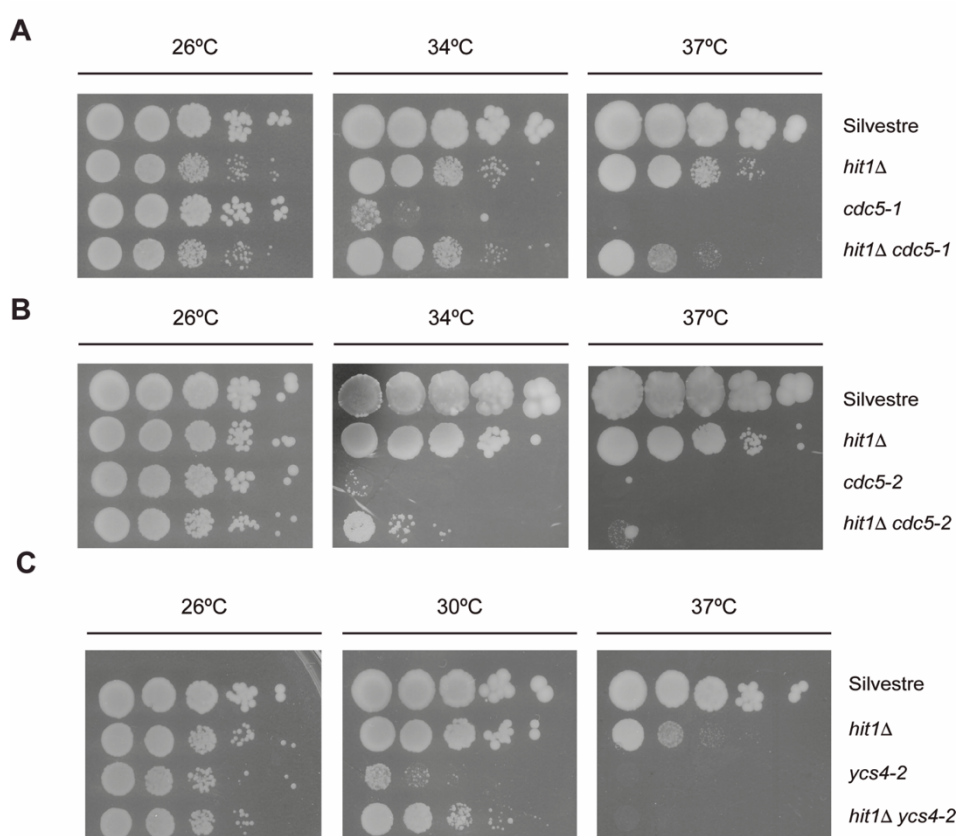 A
26ºC 34ºC 37ºC
Silvestre
hit1Δ
cdc5-1
hit1Δ cdc5-1
B
26ºC 34ºC 37ºC
Silvestre
hit1Δ
cdc5-2
hit1Δ cdc5-2
C
26ºC 30ºC 37ºC
Silvestre
hit1Δ
ycs4-2
hit1Δ ycs4-2